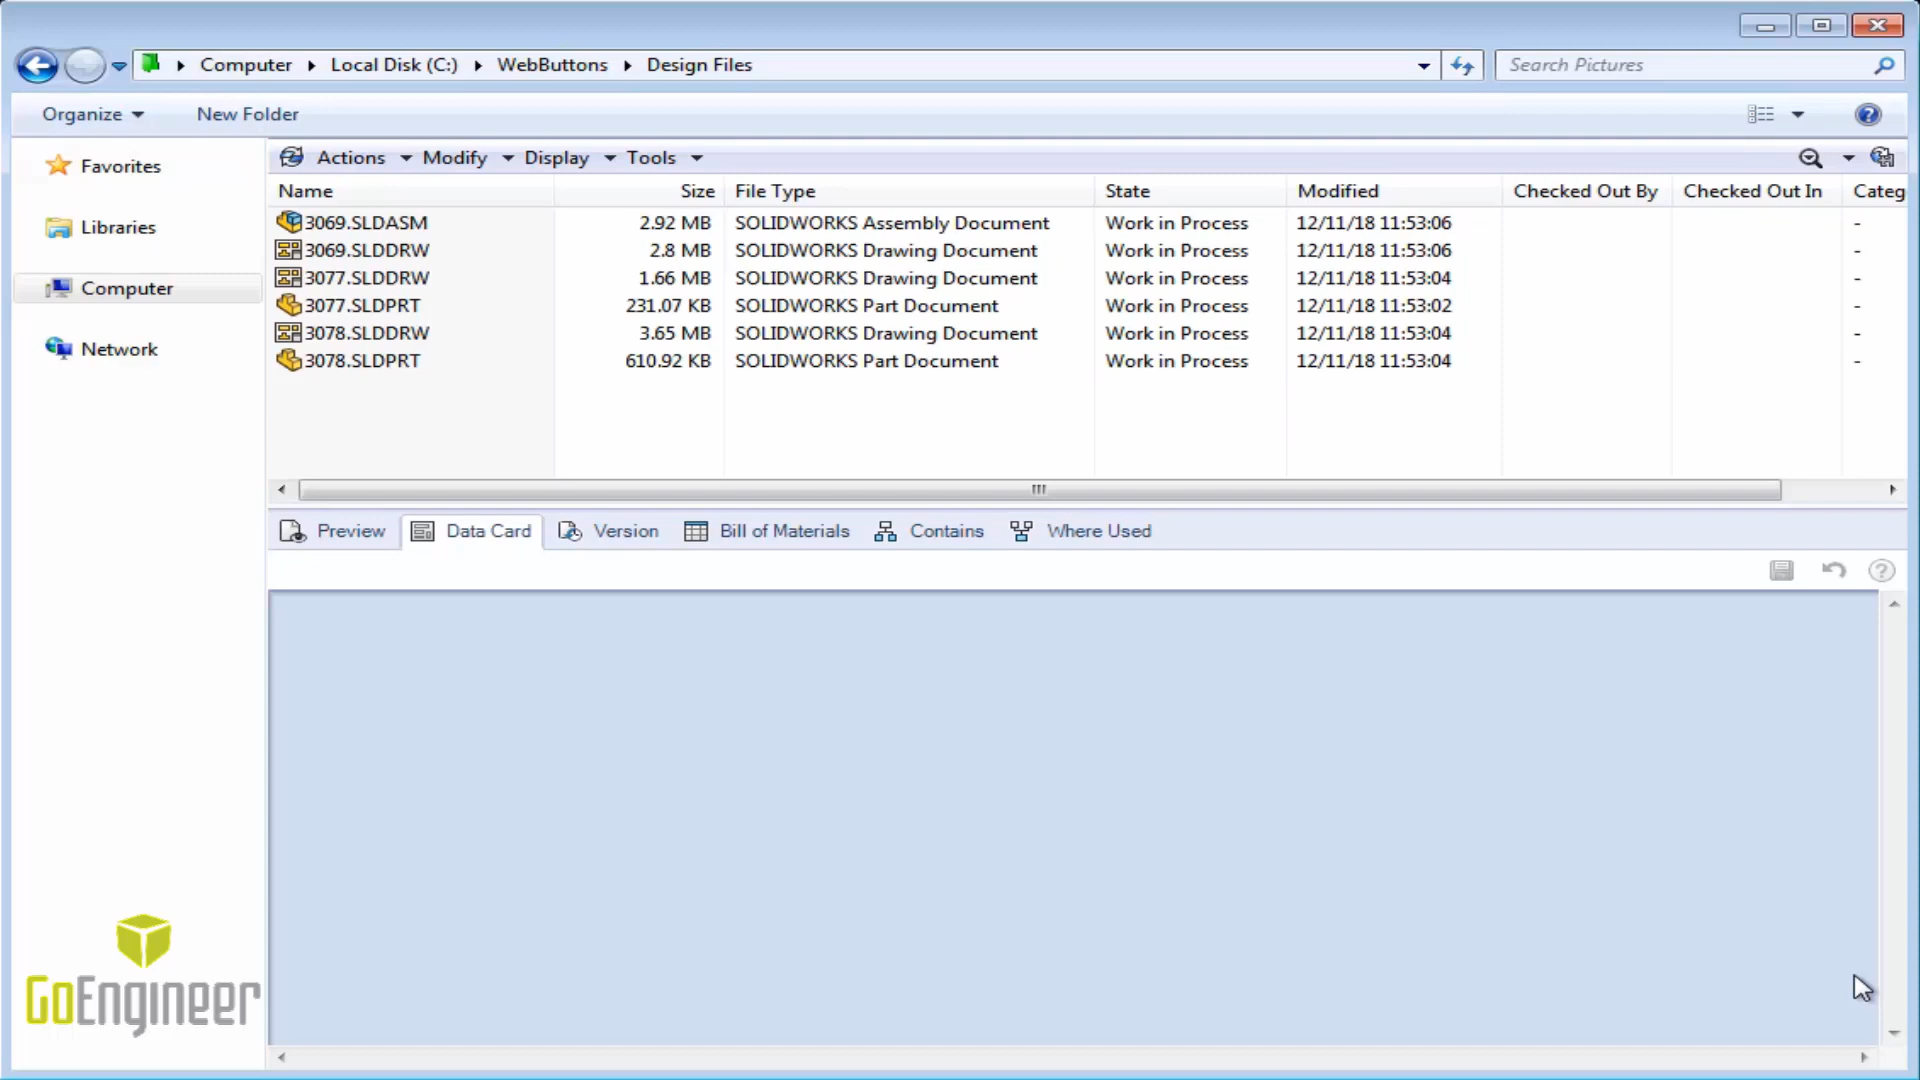 Computer Local Disk (C:) WebButtons Design Files Search Pictures
Organize New Folder
Favorites
Libraries
Computer
Network
Actions Modify Display Tools
Name Size File Type State Modified Checked Out By Checked Out In Categ
3069.SLDASM 2.92 MB SOLIDWORKS Assembly Document Work in Process 12/11/18 11:53:06 -
3069.SLDDRW 2.8 MB SOLIDWORKS Drawing Document Work in Process 12/11/18 11:53:06 -
3077.SLDDRW 1.66 MB SOLIDWORKS Drawing Document Work in Process 12/11/18 11:53:04 -
3077.SLDPRT 231.07 KB SOLIDWORKS Part Document Work in Process 12/11/18 11:53:02 -
3078.SLDDRW 3.65 MB SOLIDWORKS Drawing Document Work in Process 12/11/18 11:53:04 -
3078.SLDPRT 610.92 KB SOLIDWORKS Part Document Work in Process 12/11/18 11:53:04 -
Preview Data Card Version Bill of Materials Contains Where Used
GoEngineer